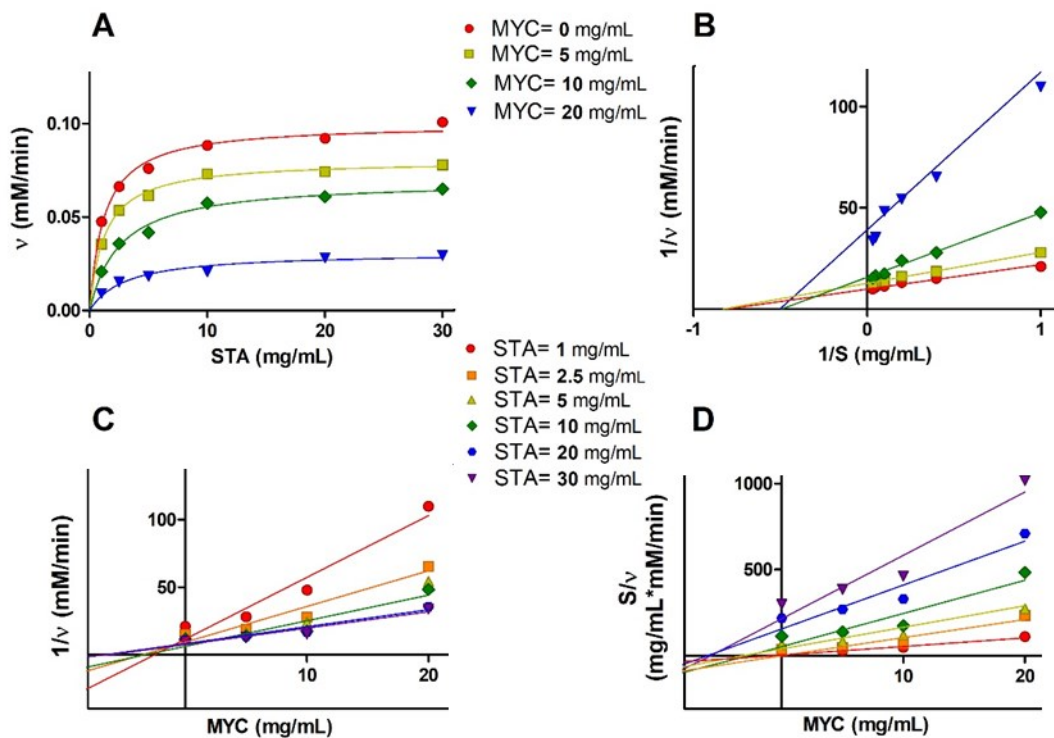 A
MYC= 0 mg/mL
MYC= 5 mg/mL
MYC= 10 mg/mL
MYC= 20 mg/mL
ν (mM/min)
0.10
0.05
0.00
0 10 20 30
STA (mg/mL)
B
1/ν (mM/min)
100
50
-1 0 1
1/S (mg/mL)
STA= 1 mg/mL
STA= 2.5 mg/mL
STA= 5 mg/mL
STA= 10 mg/mL
STA= 20 mg/mL
STA= 30 mg/mL
C
1/ν (mM/min)
100
50
10 20
MYC (mg/mL)
D
S/ν
(mg/mL*mM/min)
1000
500
10 20
MYC (mg/mL)